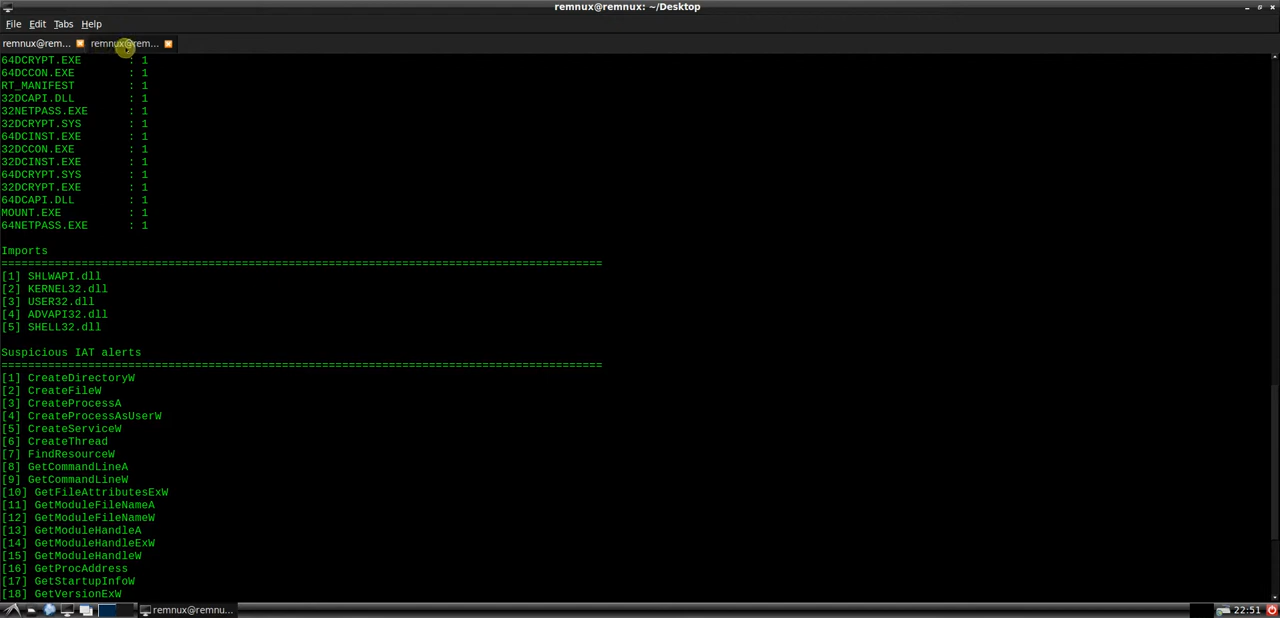 remnux@remnux: ~/Desktop
File Edit Tabs Help
remnux@rem... remnux@rem...
64DCRYPT.EXE : 1
64DCCON.EXE : 1
RT_MANIFEST : 1
32DCAPI.DLL : 1
32NETPASS.EXE : 1
32DCRYPT.SYS : 1
64DCINST.EXE : 1
32DCCON.EXE : 1
32DCINST.EXE : 1
64DCRYPT.SYS : 1
32DCRYPT.EXE : 1
64DCAPI.DLL : 1
MOUNT.EXE : 1
64NETPASS.EXE : 1
Imports
==========================================================================================
[1] SHLWAPI.dll
[2] KERNEL32.dll
[3] USER32.dll
[4] ADVAPI32.dll
[5] SHELL32.dll
Suspicious IAT alerts
==========================================================================================
[1] CreateDirectoryW
[2] CreateFileW
[3] CreateProcessA
[4] CreateProcessAsUserW
[5] CreateServiceW
[6] CreateThread
[7] FindResourceW
[8] GetCommandLineA
[9] GetCommandLineW
[10] GetFileAttributesExW
[11] GetModuleFileNameA
[12] GetModuleFileNameW
[13] GetModuleHandleA
[14] GetModuleHandleExW
[15] GetModuleHandleW
[16] GetProcAddress
[17] GetStartupInfoW
[18] GetVersionExW
remnux@remnu... 22:51